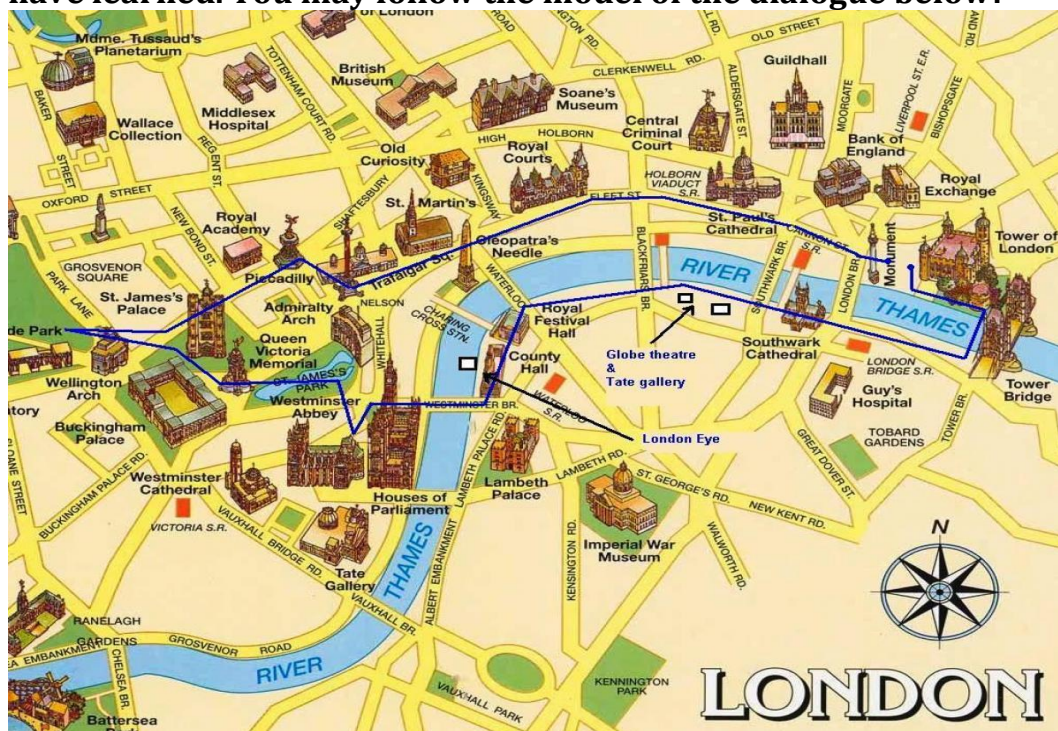 have learned. You may follow the model of the dialogue below.
Mdme. Tussaud's
Planetarium
of London
British
Museum
Middlesex
Hospital
Wallace
Collection
BAKER
STREET
REGENT ST.
TOTTENHAM COURT RD.
ROAD
KENSINGTON RD.
CLERKENWELL RD.
OLD STREET
ALDERSGATE ST.
Guildhall
MOORGATE
LIVERPOOL ST. S.R.
BISHOPSGATE
Soane's
Museum
HIGH HOLBORN
Central
Criminal
Court
Bank of
England
Royal
Exchange
Old
Curiosity
KINGSWAY
Royal
Courts
HOLBORN
VIADUCT
S.R.
FLEET ST.
St. Paul's
Cathedral
CANNON ST.
S.R.
Monument
Tower of
London
OXFORD STREET
NEW BOND ST.
SHAFTESBURY
St. Martin's
Royal
Academy
Piccadilly
Trafalgar Sq.
Cleopatra's
Needle
GROSVENOR
SQUARE
PARK LANE
St. James's
Palace
Admiralty
Arch
NELSON
WHITEHALL
CHARING
CROSS STN.
WATERLOO
BLACKFRIARS BR.
RIVER
SOUTHWARK BR.
LONDON BR.
THAMES
de Park
Wellington
Arch
Queen
Victoria
Memorial
ST. JAMES'S
PARK
Royal
Festival
Hall
County
Hall
Globe theatre
&
Tate gallery
Southwark
Cathedral
LONDON
BRIDGE S.R.
Tower
Bridge
atory
Buckingham
Palace
Westminster
Abbey
WESTMINSTER BR.
WATERLOO
S.R.
London Eye
Guy's
Hospital
TOBARD
GARDENS
TOWER BR.
SLOANE STREET
BUCKINGHAM PALACE RD.
Westminster
Cathedral
VICTORIA S.R.
VAUXHALL BRIDGE RD.
Houses of
Parliament
LAMBETH PALACE RD.
Lambeth
Palace
LAMBETH RD.
ST. GEORGE'S RD.
GREAT DOVER ST.
NEW KENT RD.
Tate
Gallery
THAMES
ALBERT EMBANKMENT
KENSINGTON RD.
Imperial War
Museum
WALWORTH RD.
N
RANELAGH
GARDENS
GROSVENOR ROAD
VAUXHALL BR.
EA EMBANKMENT
CHELSEA BR.
RIVER
VAUXHALL PARK
KENNINGTON
PARK
LONDON
Battersea